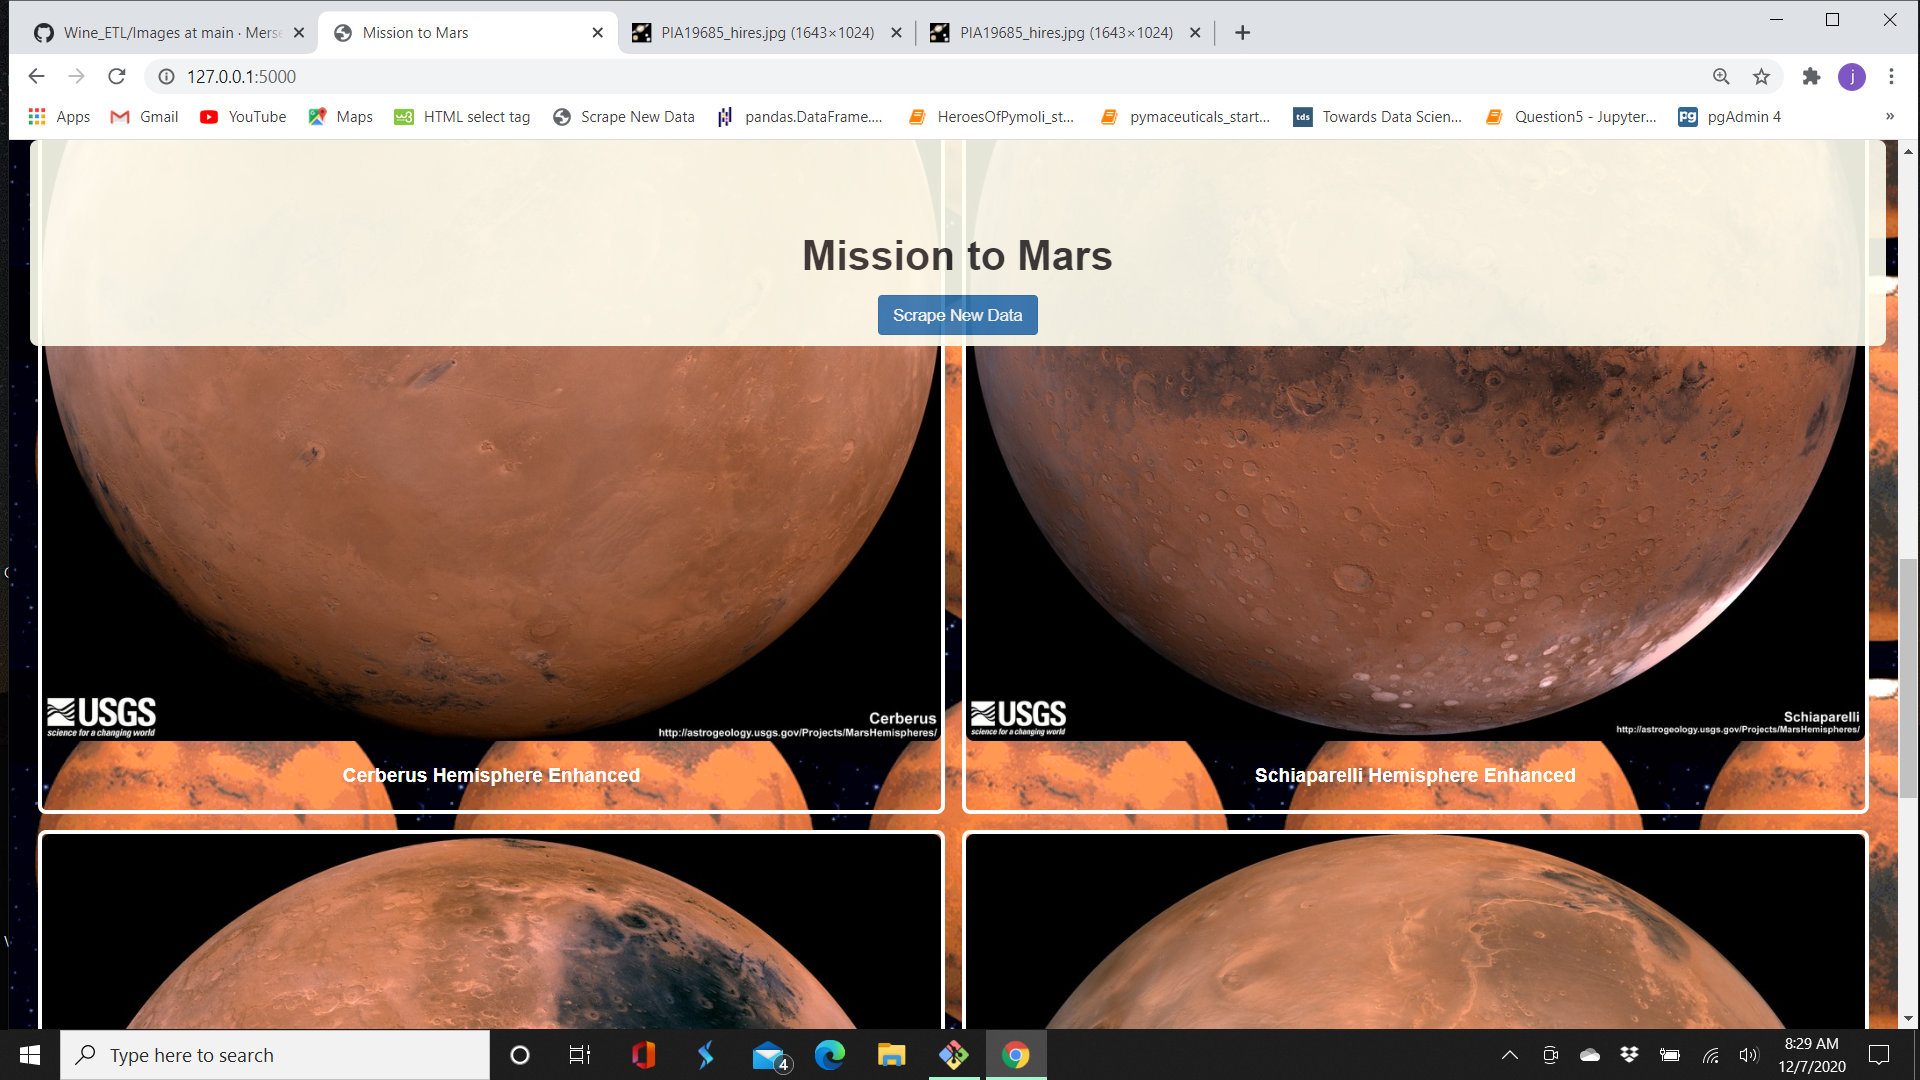 Wine_ETL/Images at main · Merse
Mission to Mars
PIA19685_hires.jpg (1643×1024)
PIA19685_hires.jpg (1643×1024)
127.0.0.1:5000
j
Apps
Gmail
YouTube
Maps
w3
HTML select tag
Scrape New Data
pandas.DataFrame....
HeroesOfPymoli_st...
pymaceuticals_start...
tds
Towards Data Scien...
Question5 - Jupyter...
pg
pgAdmin 4
»
Mission to Mars
Scrape New Data
USGS
science for a changing world
Cerberus
http://astrogeology.usgs.gov/Projects/MarsHemispheres/
USGS
science for a changing world
Schiaparelli
http://astrogeology.usgs.gov/Projects/MarsHemispheres/
Cerberus Hemisphere Enhanced
Schiaparelli Hemisphere Enhanced
Type here to search
4
8:29 AM
12/7/2020